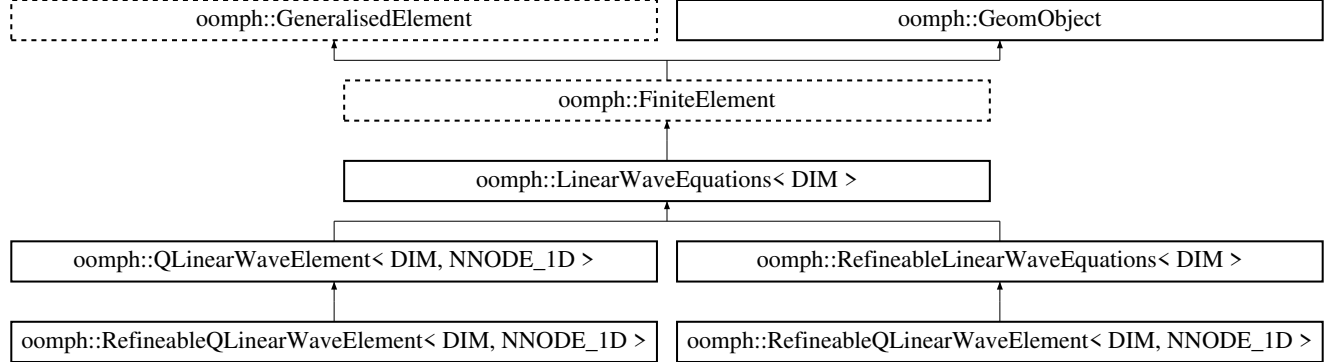 oomph::GeneralisedElement
oomph::GeomObject
oomph::FiniteElement
oomph::LinearWaveEquations< DIM >
oomph::QLinearWaveElement< DIM, NNODE_1D >
oomph::RefineableLinearWaveEquations< DIM >
oomph::RefineableQLinearWaveElement< DIM, NNODE_1D >
oomph::RefineableQLinearWaveElement< DIM, NNODE_1D >